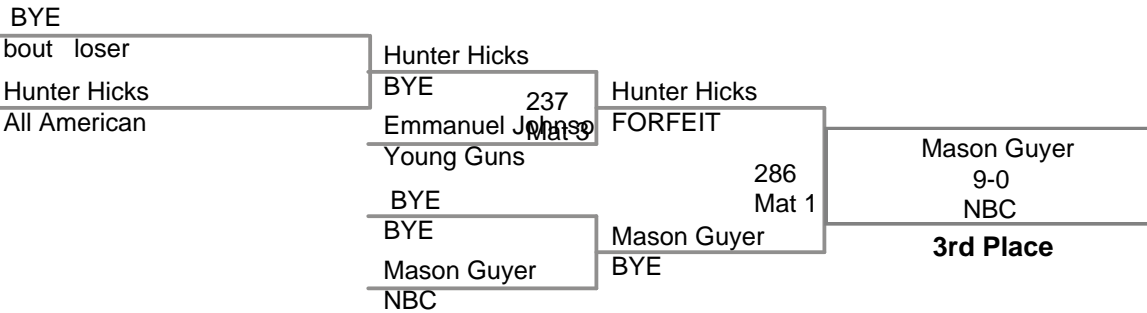 BYE
bout loser
Hunter Hicks
All American
Hunter Hicks
BYE
237
Mat 3
Emmanuel Johnso
Young Guns
BYE
BYE
Mason Guyer
NBC
Hunter Hicks
FORFEIT
286
Mat 1
Mason Guyer
BYE
Mason Guyer
9-0
NBC
3rd Place